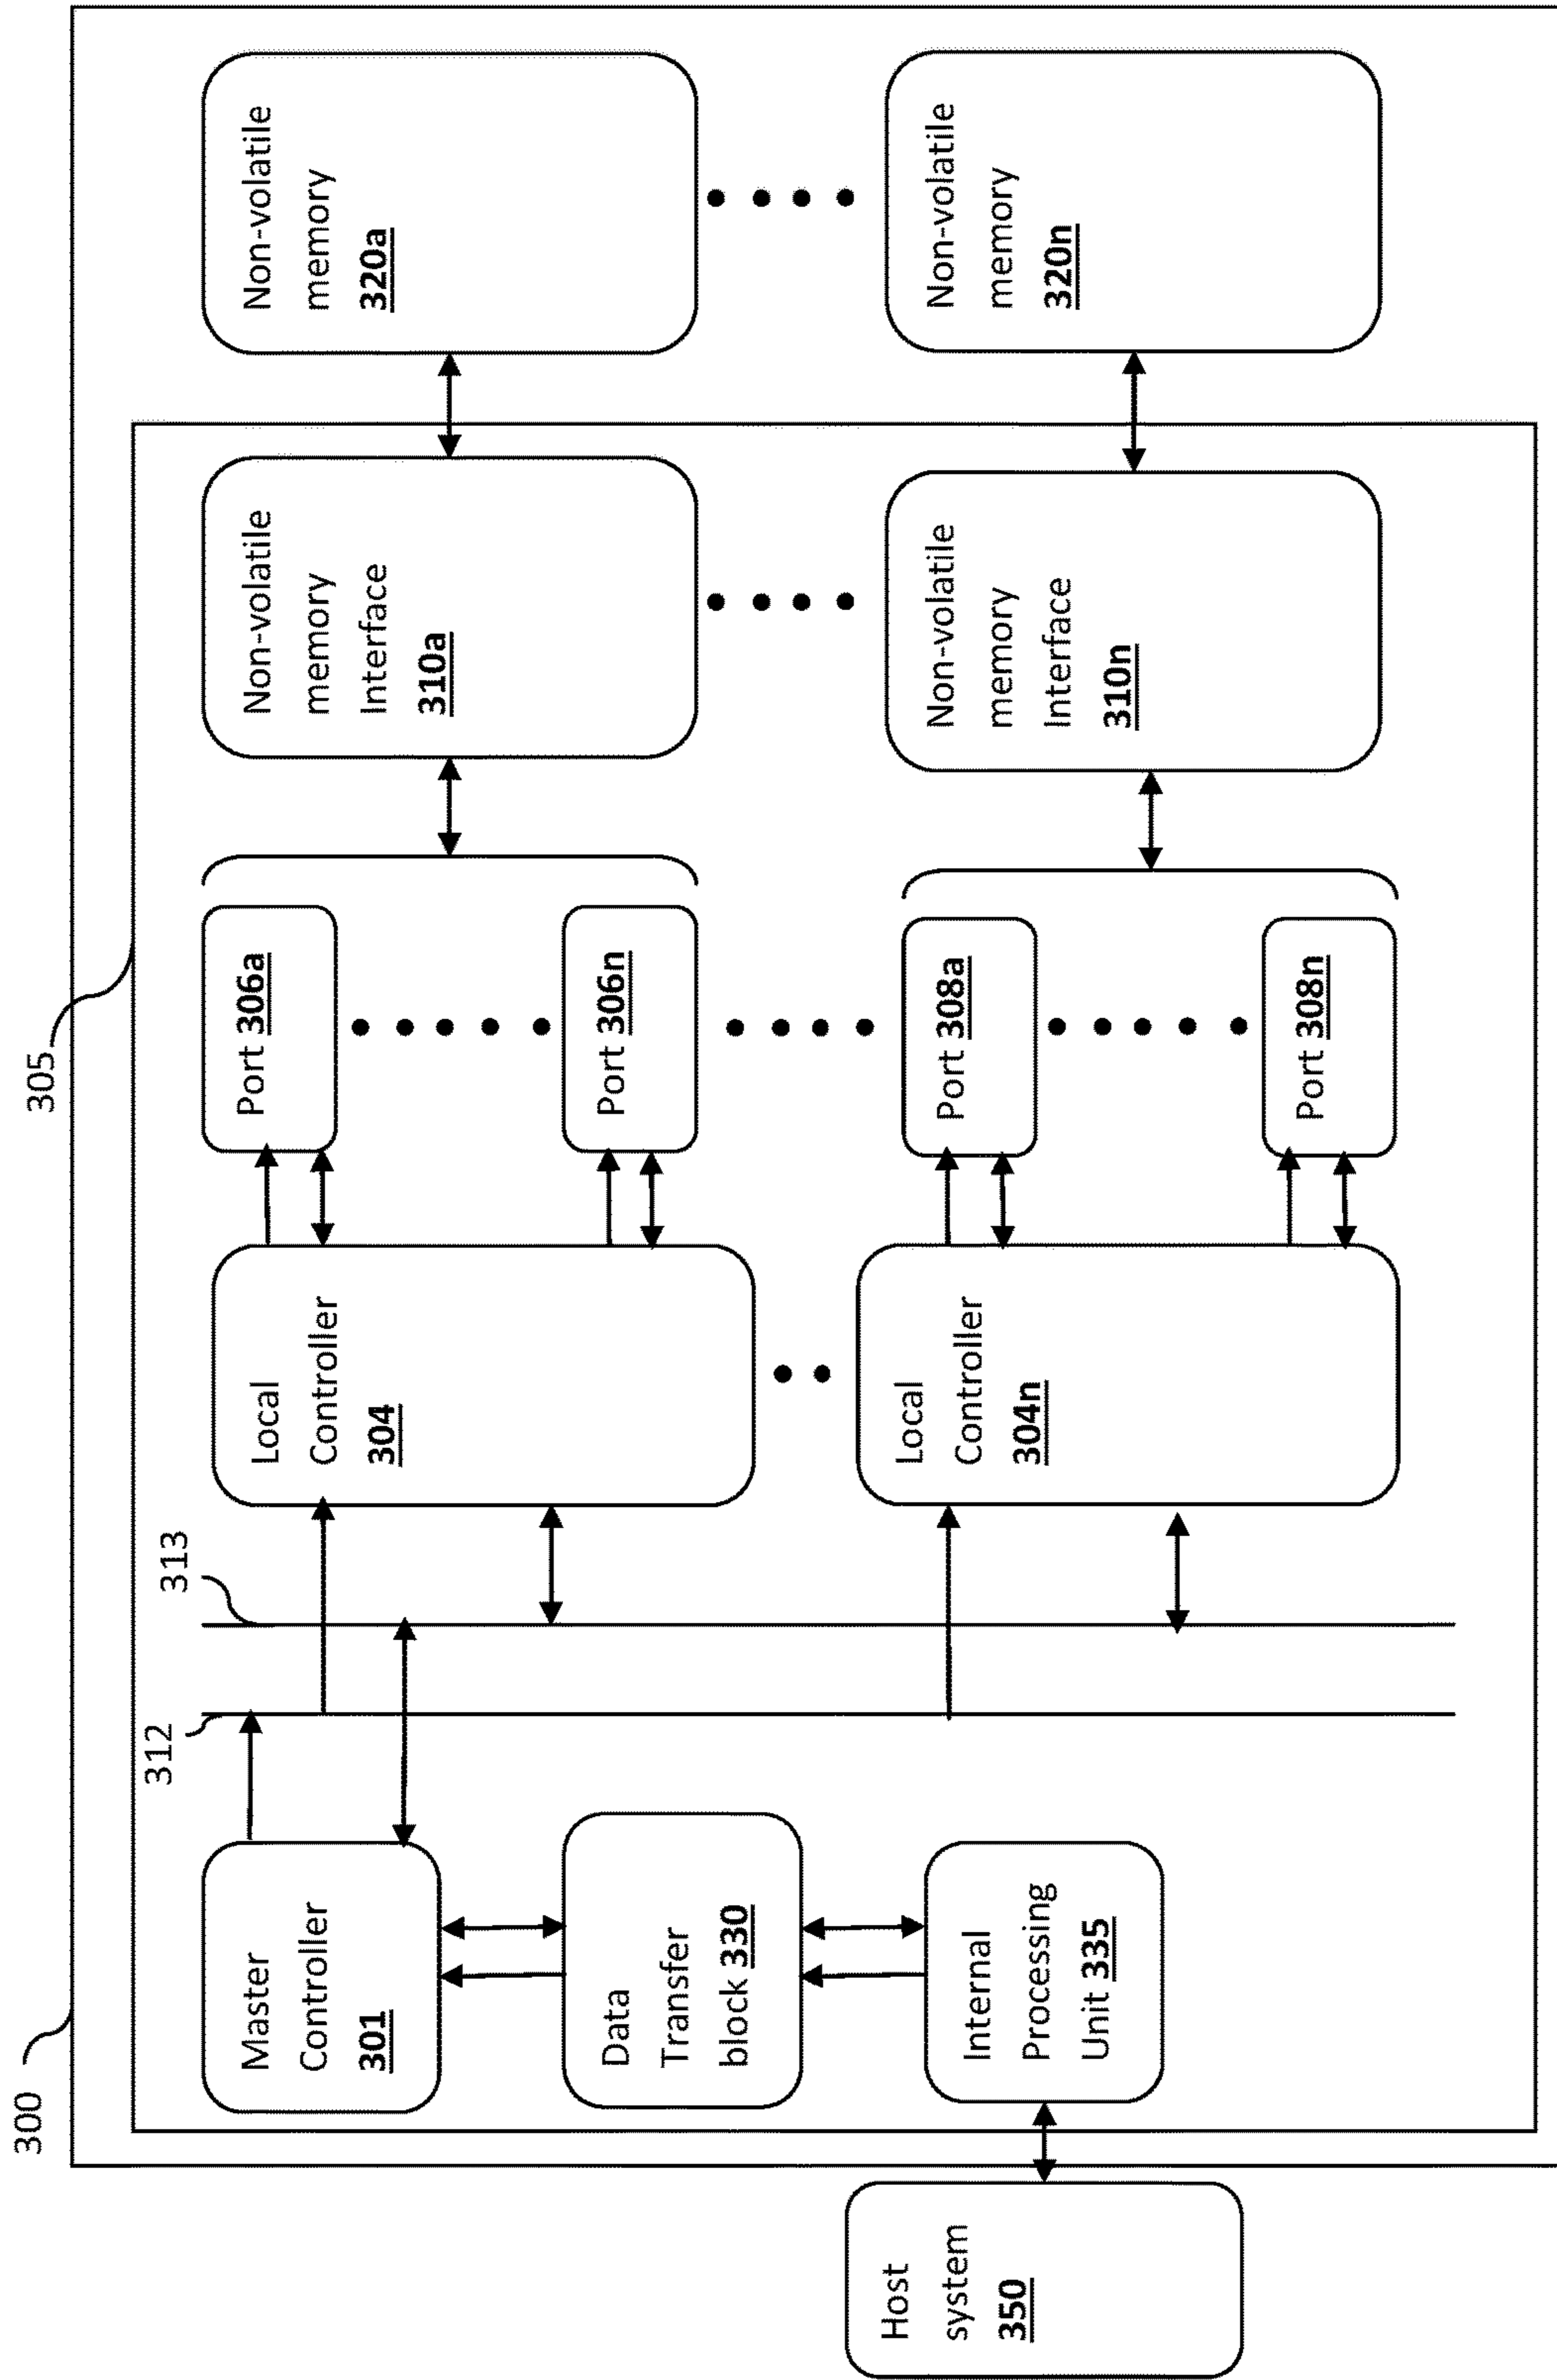 300
305
Host
system
350
Master
Controller
301
Data
Transfer
block 330
Internal
Processing
Unit 335
312
313
Local
Controller
304
Local
Controller
304n
Port 306a
Port 306n
Port 308a
Port 308n
Non-volatile
memory
Interface
310a
Non-volatile
memory
Interface
310n
Non-volatile
memory
320a
Non-volatile
memory
320n